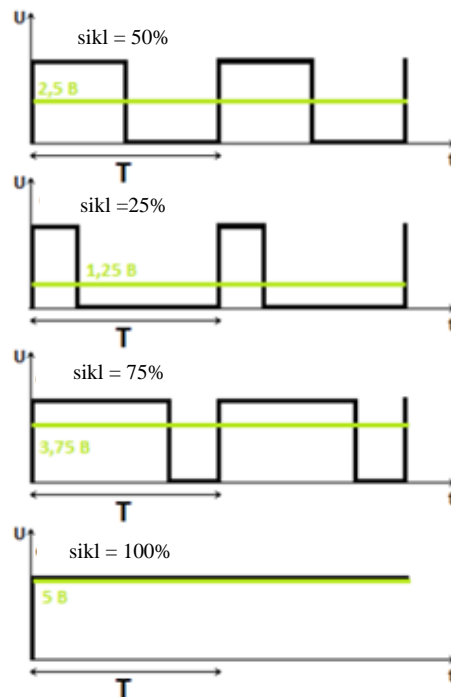 U
sikl = 50%
2,5 В
t
T
U
sikl =25%
1,25 В
t
T
U
sikl = 75%
3,75 В
t
T
U
sikl = 100%
5 В
t
T